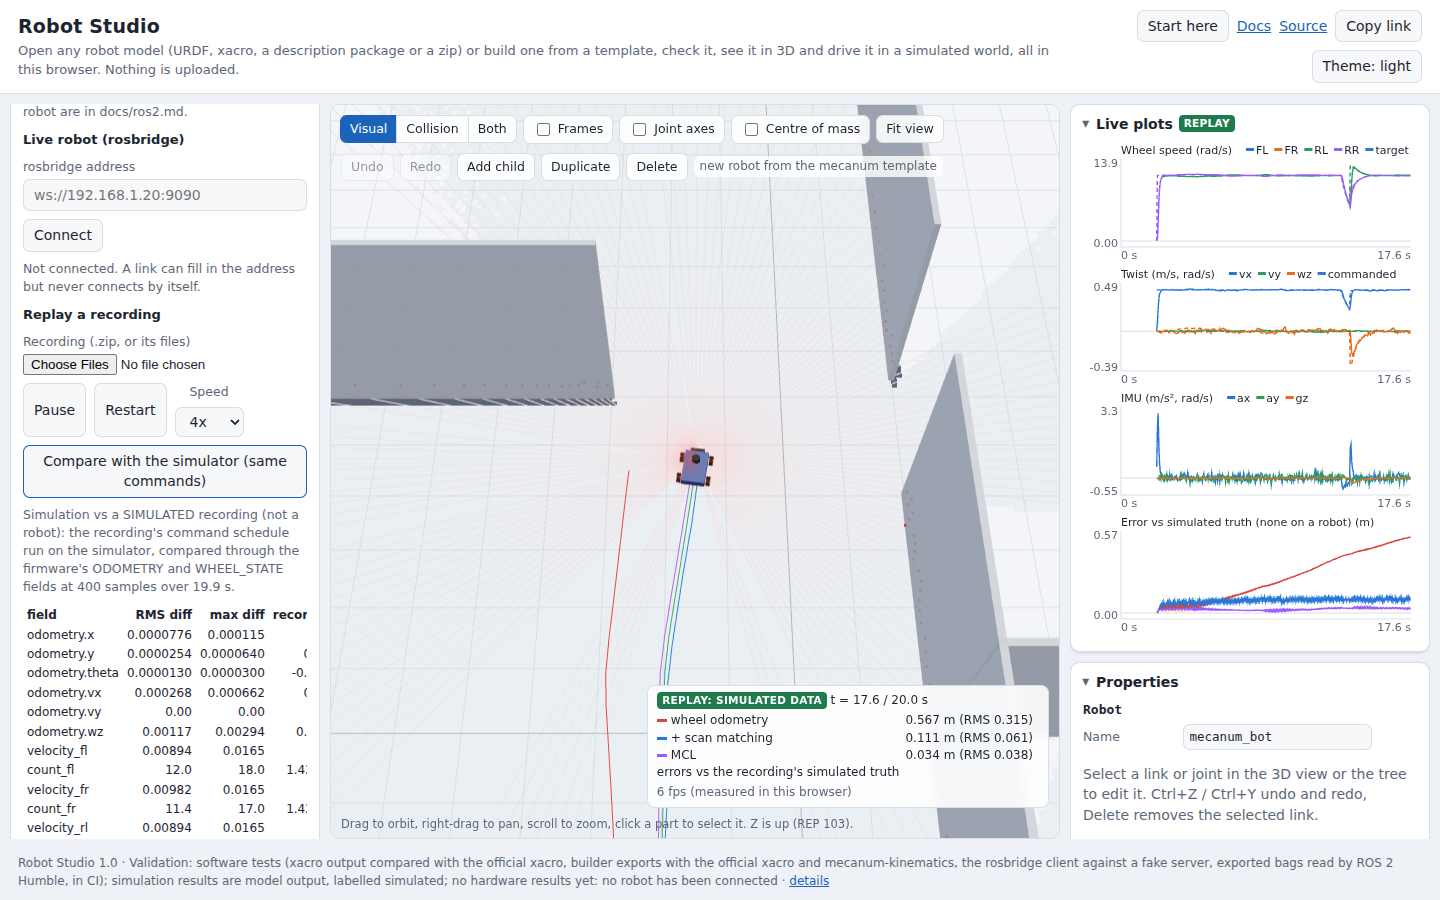 Robot Studio
Open any robot model (URDF, xacro, a description package or a zip) or build one from a template, check it, see it in 3D and drive it in a simulated world, all in
this browser. Nothing is uploaded.
Start here Docs Source Copy link
Theme: light
robot are in docs/ros2.md.
Live robot (rosbridge)
rosbridge address
ws://192.168.1.20:9090
Connect
Not connected. A link can fill in the address
but never connects by itself.
Replay a recording
Recording (.zip, or its files)
Choose Files No file chosen
Speed
Pause Restart 4x
Compare with the simulator (same
commands)
Simulation vs a SIMULATED recording (not a
robot): the recording's command schedule
run on the simulator, compared through the
firmware's ODOMETRY and WHEEL_STATE
fields at 400 samples over 19.9 s.
field RMS diff max diff recor
odometry.x 0.0000776 0.000115
odometry.y 0.0000254 0.0000640
odometry.theta 0.0000130 0.0000300 -0.
odometry.vx 0.000268 0.000662
odometry.vy 0.00 0.00
odometry.wz 0.00117 0.00294 0.
velocity_fl 0.00894 0.0165
count_fl 12.0 18.0 1.4
velocity_fr 0.00982 0.0165
count_fr 11.4 17.0 1.4
velocity_rl 0.00894 0.0165
Visual Collision Both Frames Joint axes Centre of mass Fit view
Undo Redo Add child Duplicate Delete new robot from the mecanum template
REPLAY: SIMULATED DATA t = 17.6 / 20.0 s
wheel odometry 0.567 m (RMS 0.315)
+ scan matching 0.111 m (RMS 0.061)
MCL 0.034 m (RMS 0.038)
errors vs the recording's simulated truth
6 fps (measured in this browser)
Drag to orbit, right-drag to pan, scroll to zoom, click a part to select it. Z is up (REP 103).
Live plots REPLAY
Wheel speed (rad/s) FL FR RL RR target
13.9
0.00
0 s 17.6 s
Twist (m/s, rad/s) vx vy wz commanded
0.49
-0.39
0 s 17.6 s
IMU (m/s², rad/s) ax ay gz
3.3
-0.55
0 s 17.6 s
Error vs simulated truth (none on a robot) (m)
0.57
0.00
0 s 17.6 s
Properties
Robot
Name mecanum_bot
Select a link or joint in the 3D view or the tree
to edit it. Ctrl+Z / Ctrl+Y undo and redo,
Delete removes the selected link.
Robot Studio 1.0 · Validation: software tests (xacro output compared with the official xacro, builder exports with the official xacro and mecanum-kinematics, the rosbridge client against a fake server, exported bags read by ROS 2
Humble, in CI); simulation results are model output, labelled simulated; no hardware results yet: no robot has been connected · details